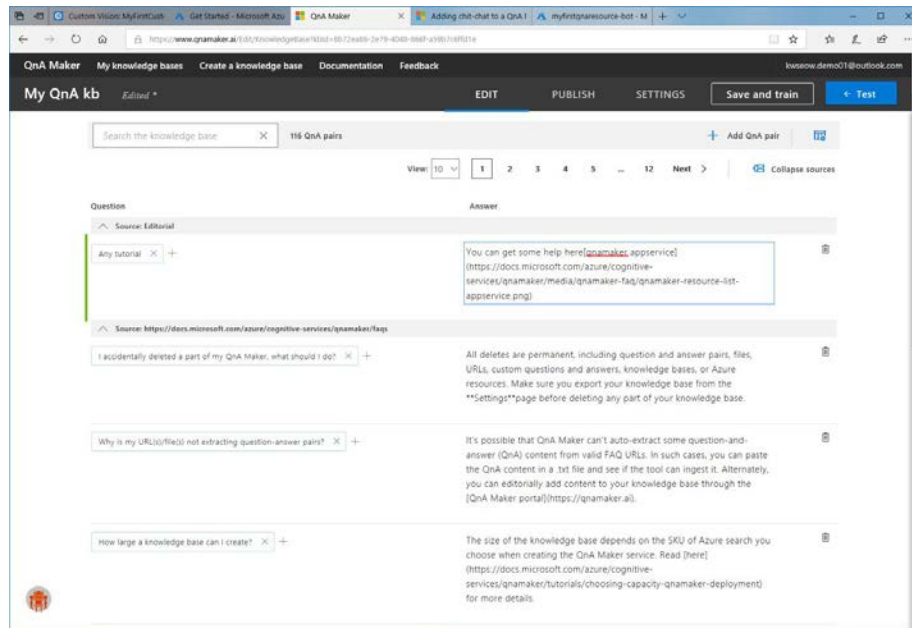 Custom Vision: MyFirstCust
Get Started - Microsoft Azu
QnA Maker
Adding chit-chat to a QnA I
myfirstqnaresource-bot - M
QnA Maker My knowledge bases Create a knowledge base Documentation Feedback kwseow.demo01@outlook.com
My QnA kb Edited * EDIT PUBLISH SETTINGS Save and train ← Test
Search the knowledge base 116 QnA pairs + Add QnA pair
View: 10 1 2 3 4 5 ... 12 Next > Collapse sources
Question Answer
Source: Editorial
Any tutorial × +
You can get some help here[qnamaker appservice]
(https://docs.microsoft.com/azure/cognitive-
services/qnamaker/media/qnamaker-faq/qnamaker-resource-list-
appservice.png)
Source: https://docs.microsoft.com/azure/cognitive-services/qnamaker/faqs
I accidentally deleted a part of my QnA Maker, what should I do? × +
All deletes are permanent, including question and answer pairs, files,
URLs, custom questions and answers, knowledge bases, or Azure
resources. Make sure you export your knowledge base from the
**Settings**page before deleting any part of your knowledge base.
Why is my URL(s)/file(s) not extracting question-answer pairs? × +
It's possible that QnA Maker can't auto-extract some question-and-
answer (QnA) content from valid FAQ URLs. In such cases, you can paste
the QnA content in a .txt file and see if the tool can ingest it. Alternately,
you can editorially add content to your knowledge base through the
[QnA Maker portal](https://qnamaker.ai).
How large a knowledge base can I create? × +
The size of the knowledge base depends on the SKU of Azure search you
choose when creating the QnA Maker service. Read [here]
(https://docs.microsoft.com/azure/cognitive-
services/qnamaker/tutorials/choosing-capacity-qnamaker-deployment)
for more details.